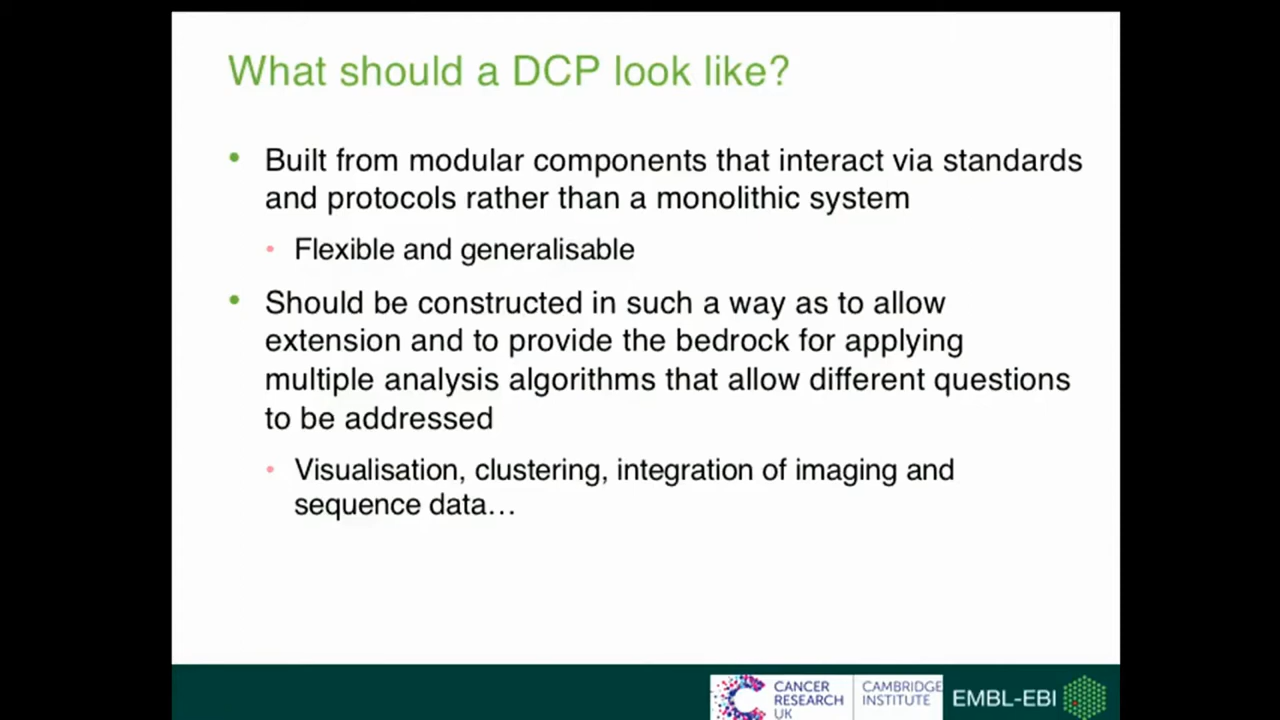 What should a DCP look like?
• Built from modular components that interact via standards
and protocols rather than a monolithic system
• Flexible and generalisable
• Should be constructed in such a way as to allow
extension and to provide the bedrock for applying
multiple analysis algorithms that allow different questions
to be addressed
• Visualisation, clustering, integration of imaging and
sequence data…
CANCER
RESEARCH
UK
CAMBRIDGE
INSTITUTE
EMBL-EBI